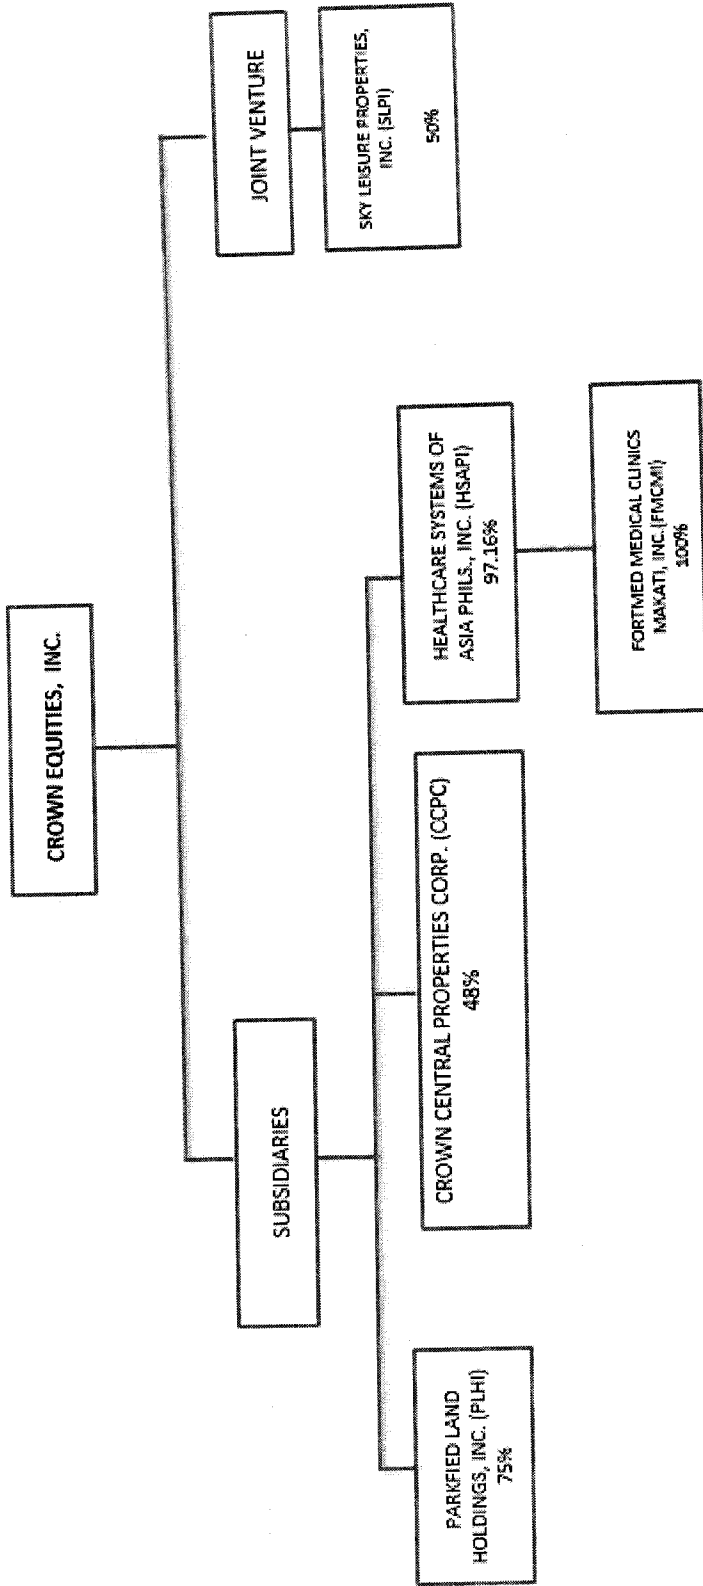 CROWN EQUITIES, INC.
SUBSIDIARIES
JOINT VENTURE
PARKFIED LAND
HOLDINGS, INC. (PLHI)
75%
CROWN CENTRAL PROPERTIES CORP. (CCPC)
48%
HEALTHCARE SYSTEMS OF
ASIA PHILS., INC. (HSAPI)
97.16%
SKY LEISURE PROPERTIES,
INC. (SLPI)
50%
FORTMED MEDICAL CLINICS
MAKATI, INC.(FMCMI)
100%